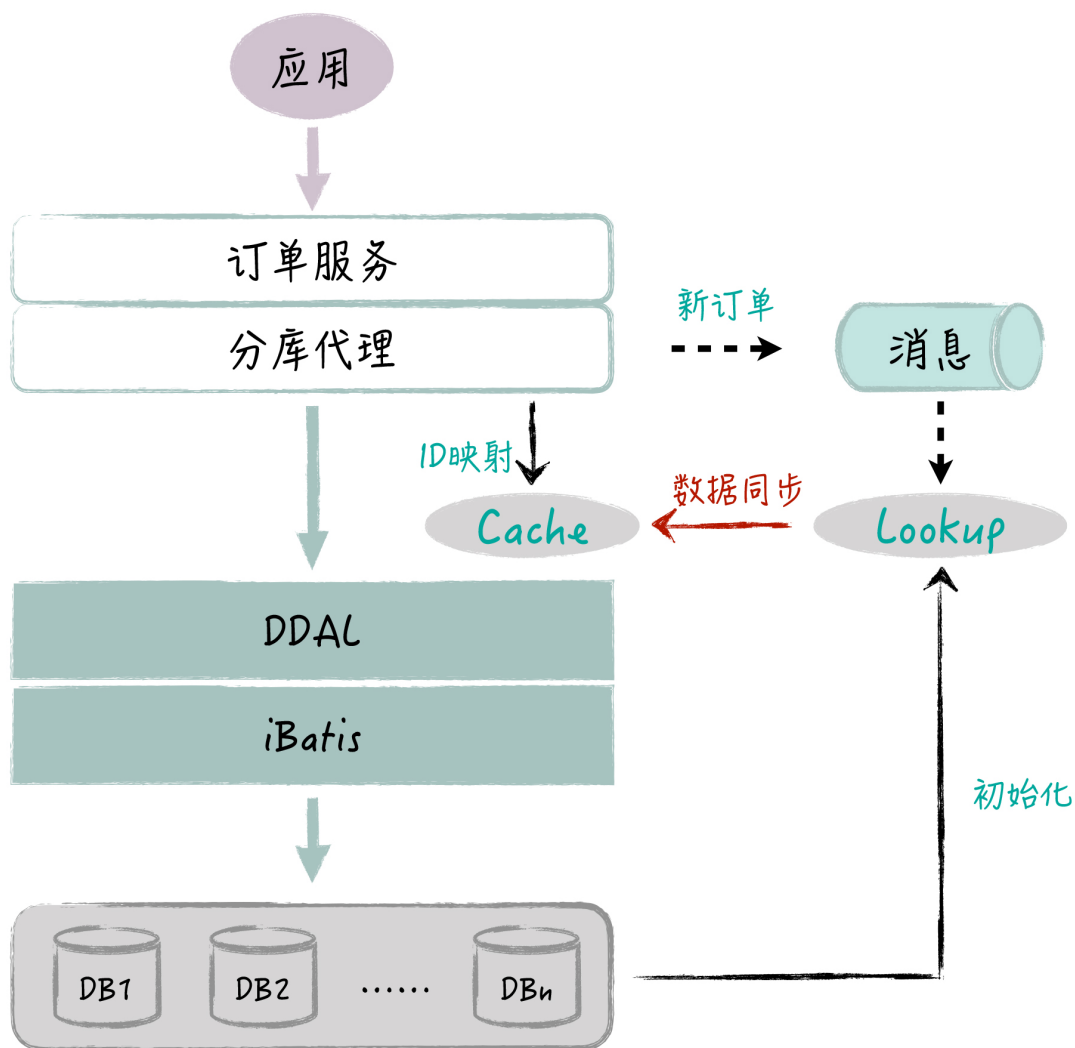 应用
订单服务
新订单
分库代理
消息
ID映射
数据同步
Cache
Lookup
DDAL
iBatis
初始化
DB1
DB2
......
DBn